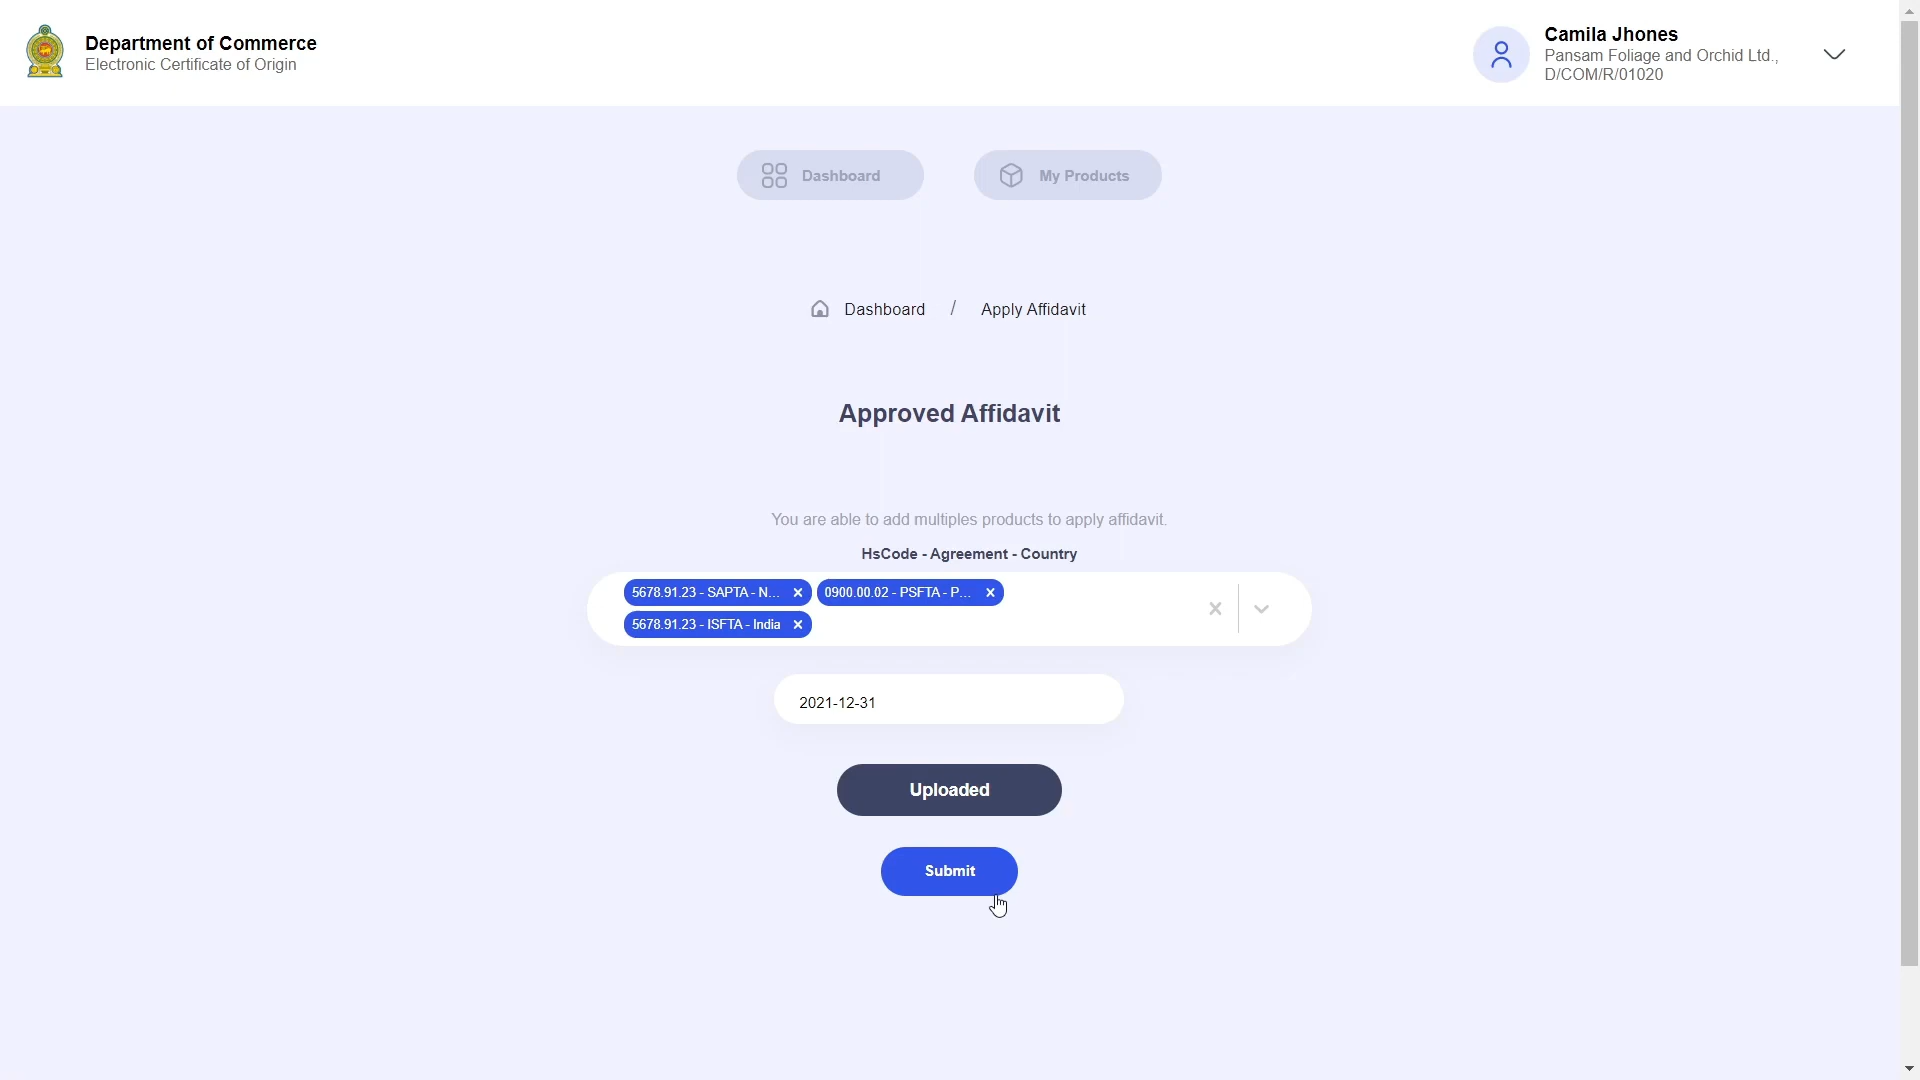 Department of Commerce
Electronic Certificate of Origin
Camila Jhones
Pansam Foliage and Orchid Ltd.,
D/COM/R/01020
Dashboard
My Products
Dashboard / Apply Affidavit
Approved Affidavit
You are able to add multiples products to apply affidavit.
HsCode - Agreement - Country
5678.91.23 - SAPTA - N...
0900.00.02 - PSFTA - P...
5678.91.23 - ISFTA - India
2021-12-31
Uploaded
Submit